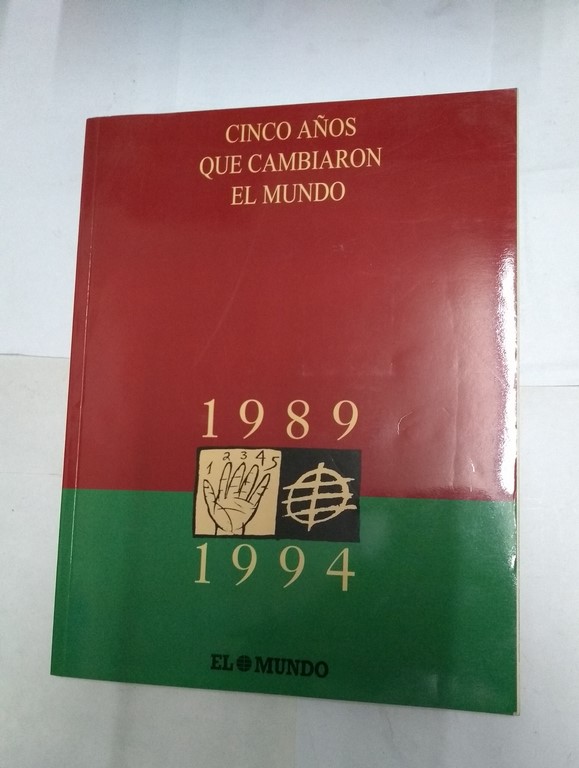 CINCO AÑOS
QUE CAMBIARON
EL MUNDO
1989
1 2 3 4 5
1994
EL MUNDO